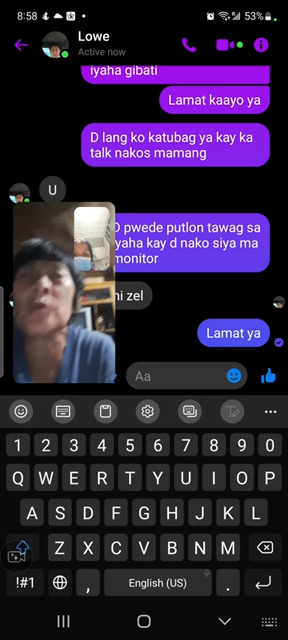 8:58
53%
Lowe
Active now
iyaha gibati
Lamat kaayo ya
D lang ko katubag ya kay ka
talk nakos mamang
U
D pwede putlon tawag sa
iyaha kay d nako siya ma
monitor
ni zel
Lamat ya
Aa
1 2 3 4 5 6 7 8 9 0
Q W E R T Y U I O P
A S D F G H J K L
Z X C V B N M
!#1 , English (US) .